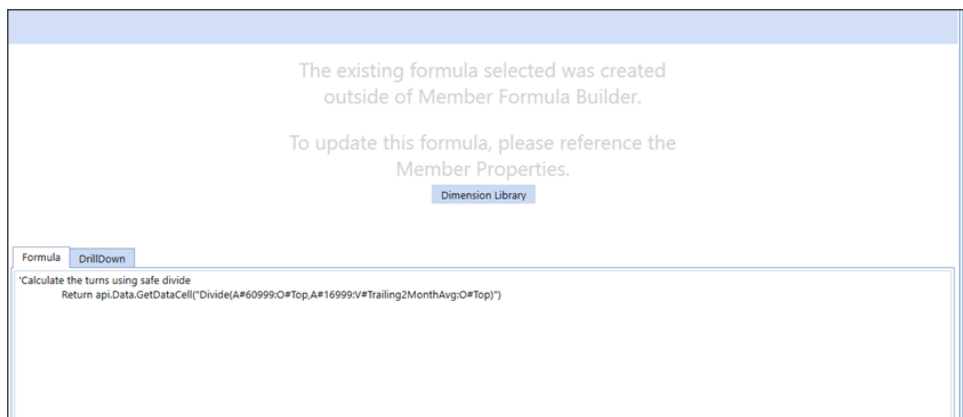 The existing formula selected was created
outside of Member Formula Builder.
To update this formula, please reference the
Member Properties.
Dimension Library
Formula
DrillDown
'Calculate the turns using safe divide
Return api.Data.GetDataCell("Divide(A#60999:O#Top,A#16999:V#Trailing2MonthAvg:O#Top)")